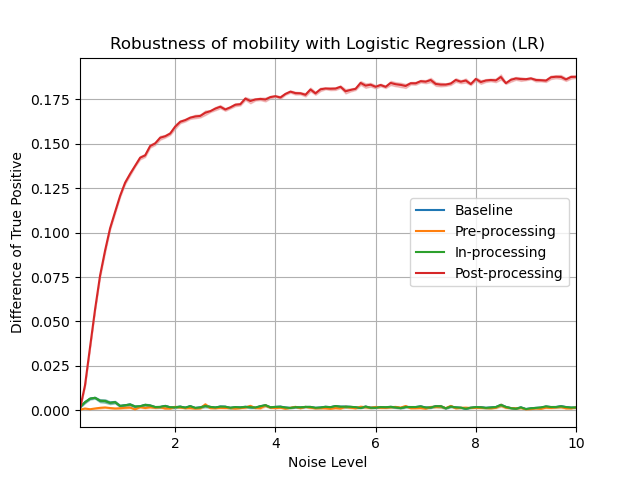 Robustness of mobility with Logistic Regression (LR)
Difference of True Positive
0.175
0.150
0.125
0.100
0.075
0.050
0.025
0.000
Baseline
Pre-processing
In-processing
Post-processing
2
4
6
8
10
Noise Level